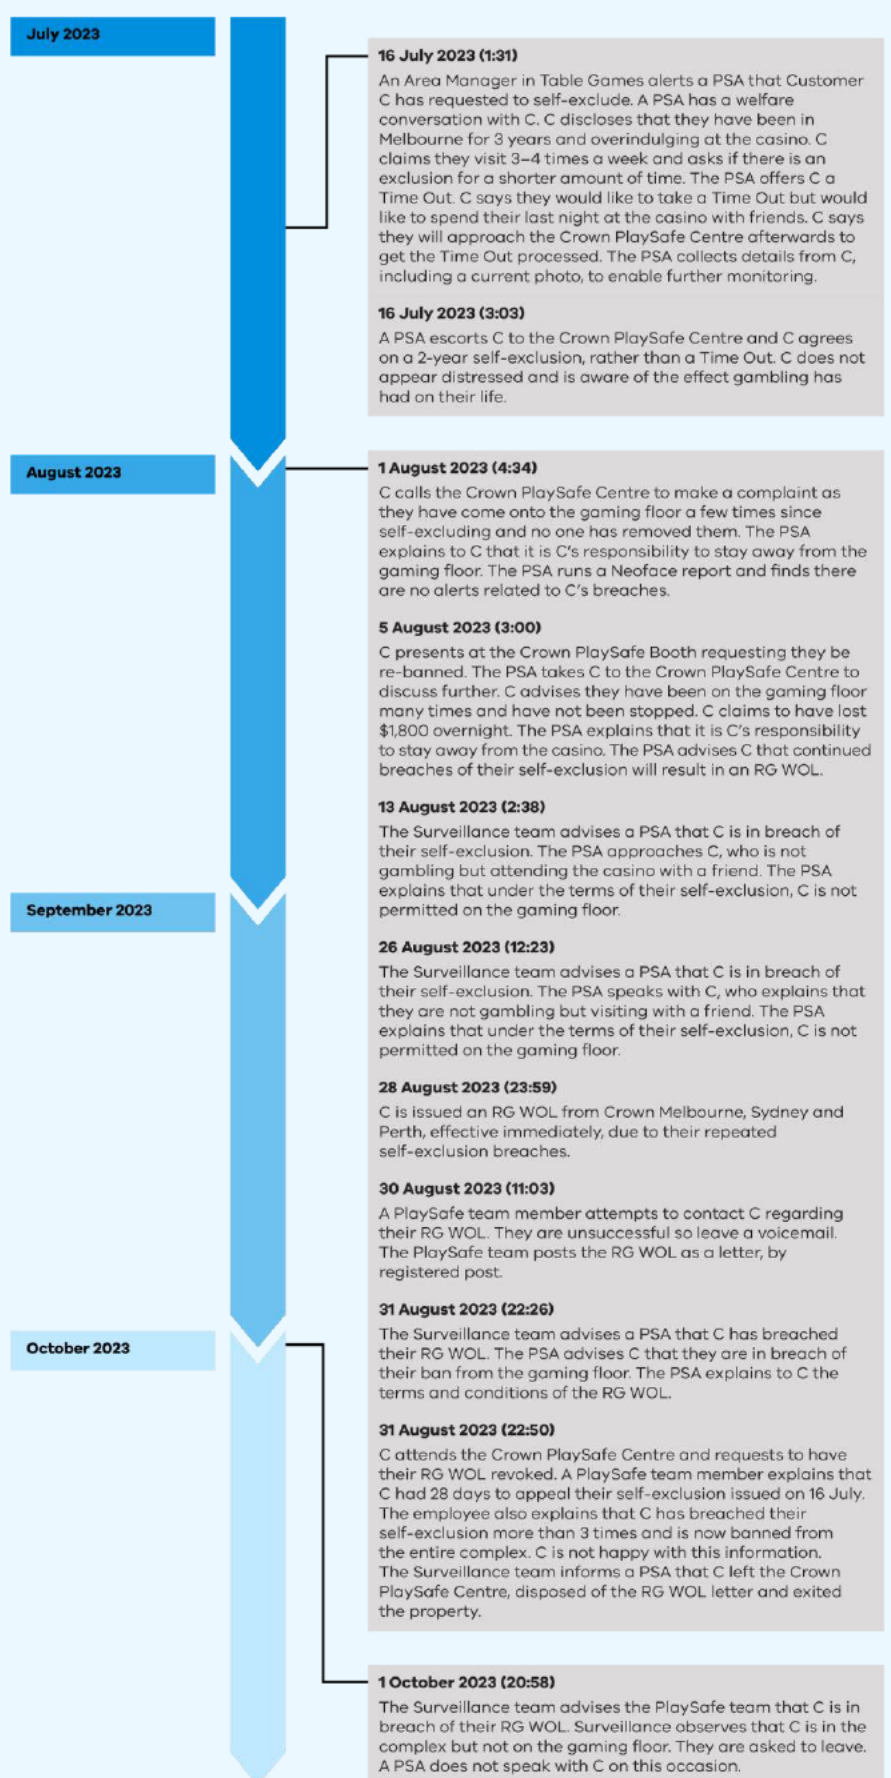 July 2023
16 July 2023 (1:31)
An Area Manager in Table Games alerts a PSA that Customer
C has requested to self-exclude. A PSA has a welfare
conversation with C. C discloses that they have been in
Melbourne for 3 years and overindulging at the casino. C
claims they visit 3–4 times a week and asks if there is an
exclusion for a shorter amount of time. The PSA offers C a
Time Out. C says they would like to take a Time Out but would
like to spend their last night at the casino with friends. C says
they will approach the Crown PlaySafe Centre afterwards to
get the Time Out processed. The PSA collects details from C,
including a current photo, to enable further monitoring.
16 July 2023 (3:03)
A PSA escorts C to the Crown PlaySafe Centre and C agrees
on a 2-year self-exclusion, rather than a Time Out. C does not
appear distressed and is aware of the effect gambling has
had on their life.
August 2023
1 August 2023 (4:34)
C calls the Crown PlaySafe Centre to make a complaint as
they have come onto the gaming floor a few times since
self-excluding and no one has removed them. The PSA
explains to C that it is C's responsibility to stay away from the
gaming floor. The PSA runs a Neoface report and finds there
are no alerts related to C's breaches.
5 August 2023 (3:00)
C presents at the Crown PlaySafe Booth requesting they be
re-banned. The PSA takes C to the Crown PlaySafe Centre to
discuss further. C advises they have been on the gaming floor
many times and have not been stopped. C claims to have lost
$1,800 overnight. The PSA explains that it is C's responsibility
to stay away from the casino. The PSA advises C that continued
breaches of their self-exclusion will result in an RG WOL.
13 August 2023 (2:38)
The Surveillance team advises a PSA that C is in breach of
their self-exclusion. The PSA approaches C, who is not
gambling but attending the casino with a friend. The PSA
explains that under the terms of their self-exclusion, C is not
permitted on the gaming floor.
September 2023
26 August 2023 (12:23)
The Surveillance team advises a PSA that C is in breach of
their self-exclusion. The PSA speaks with C, who explains that
they are not gambling but visiting with a friend. The PSA
explains that under the terms of their self-exclusion, C is not
permitted on the gaming floor.
28 August 2023 (23:59)
C is issued an RG WOL from Crown Melbourne, Sydney and
Perth, effective immediately, due to their repeated
self-exclusion breaches.
30 August 2023 (11:03)
A PlaySafe team member attempts to contact C regarding
their RG WOL. They are unsuccessful so leave a voicemail.
The PlaySafe team posts the RG WOL as a letter, by
registered post.
31 August 2023 (22:26)
The Surveillance team advises a PSA that C has breached
their RG WOL. The PSA advises C that they are in breach of
their ban from the gaming floor. The PSA explains to C the
terms and conditions of the RG WOL.
31 August 2023 (22:50)
C attends the Crown PlaySafe Centre and requests to have
their RG WOL revoked. A PlaySafe team member explains that
C had 28 days to appeal their self-exclusion issued on 16 July.
The employee also explains that C has breached their
self-exclusion more than 3 times and is now banned from
the entire complex. C is not happy with this information.
The Surveillance team informs a PSA that C left the Crown
PlaySafe Centre, disposed of the RG WOL letter and exited
the property.
October 2023
1 October 2023 (20:58)
The Surveillance team advises the PlaySafe team that C is in
breach of their RG WOL. Surveillance observes that C is in the
complex but not on the gaming floor. They are asked to leave.
A PSA does not speak with C on this occasion.